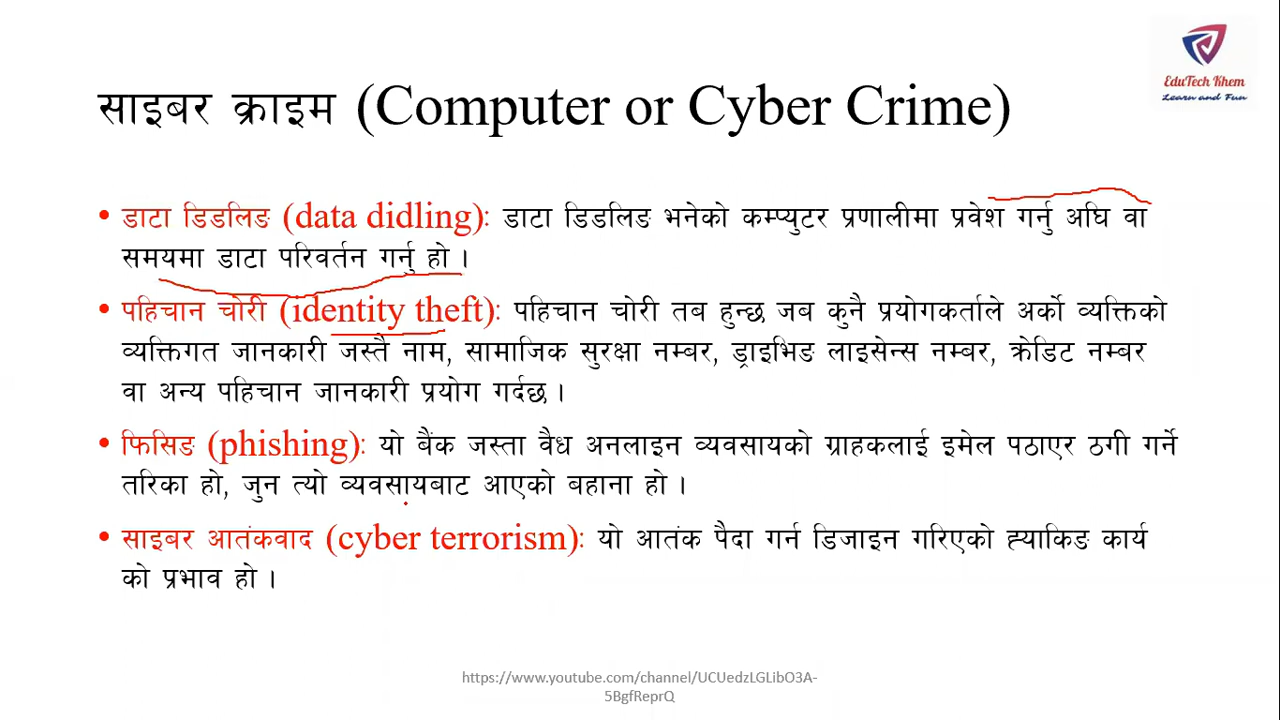 EduTech Khem
Learn and Fun
साइबर क्राइम (Computer or Cyber Crime)
• डाटा डिडलिङ (data didling): डाटा डिडलिङ भनेको कम्प्युटर प्रणालीमा प्रवेश गर्नु अघि वा
समयमा डाटा परिवर्तन गर्नु हो ।
• पहिचान चोरी (identity theft): पहिचान चोरी तब हुन्छ जब कुनै प्रयोगकर्ताले अर्को व्यक्तिको
व्यक्तिगत जानकारी जस्तै नाम, सामाजिक सुरक्षा नम्बर, ड्राइभिङ लाइसेन्स नम्बर, क्रेडिट नम्बर
वा अन्य पहिचान जानकारी प्रयोग गर्दछ ।
• फिसिङ (phishing): यो बैंक जस्ता वैध अनलाइन व्यवसायको ग्राहकलाई इमेल पठाएर ठगी गर्ने
तरिका हो, जुन त्यो व्यवसायबाट आएको बहाना हो ।
• साइबर आतंकवाद (cyber terrorism): यो आतंक पैदा गर्न डिजाइन गरिएको ह्याकिङ कार्य
को प्रभाव हो ।
https://www.youtube.com/channel/UCUedzLGLibO3A-
5BgfReprQ